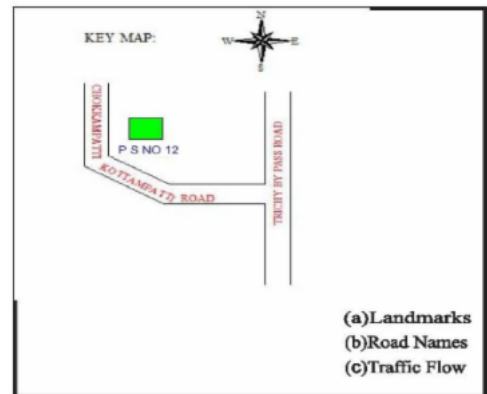 KEY MAP:
N
W E
S
CHOKKAMPATTI
P S NO 12
KOTTAMPATTI ROAD
TRICHY BY PASS ROAD
(a)Landmarks
(b)Road Names
(c)Traffic Flow